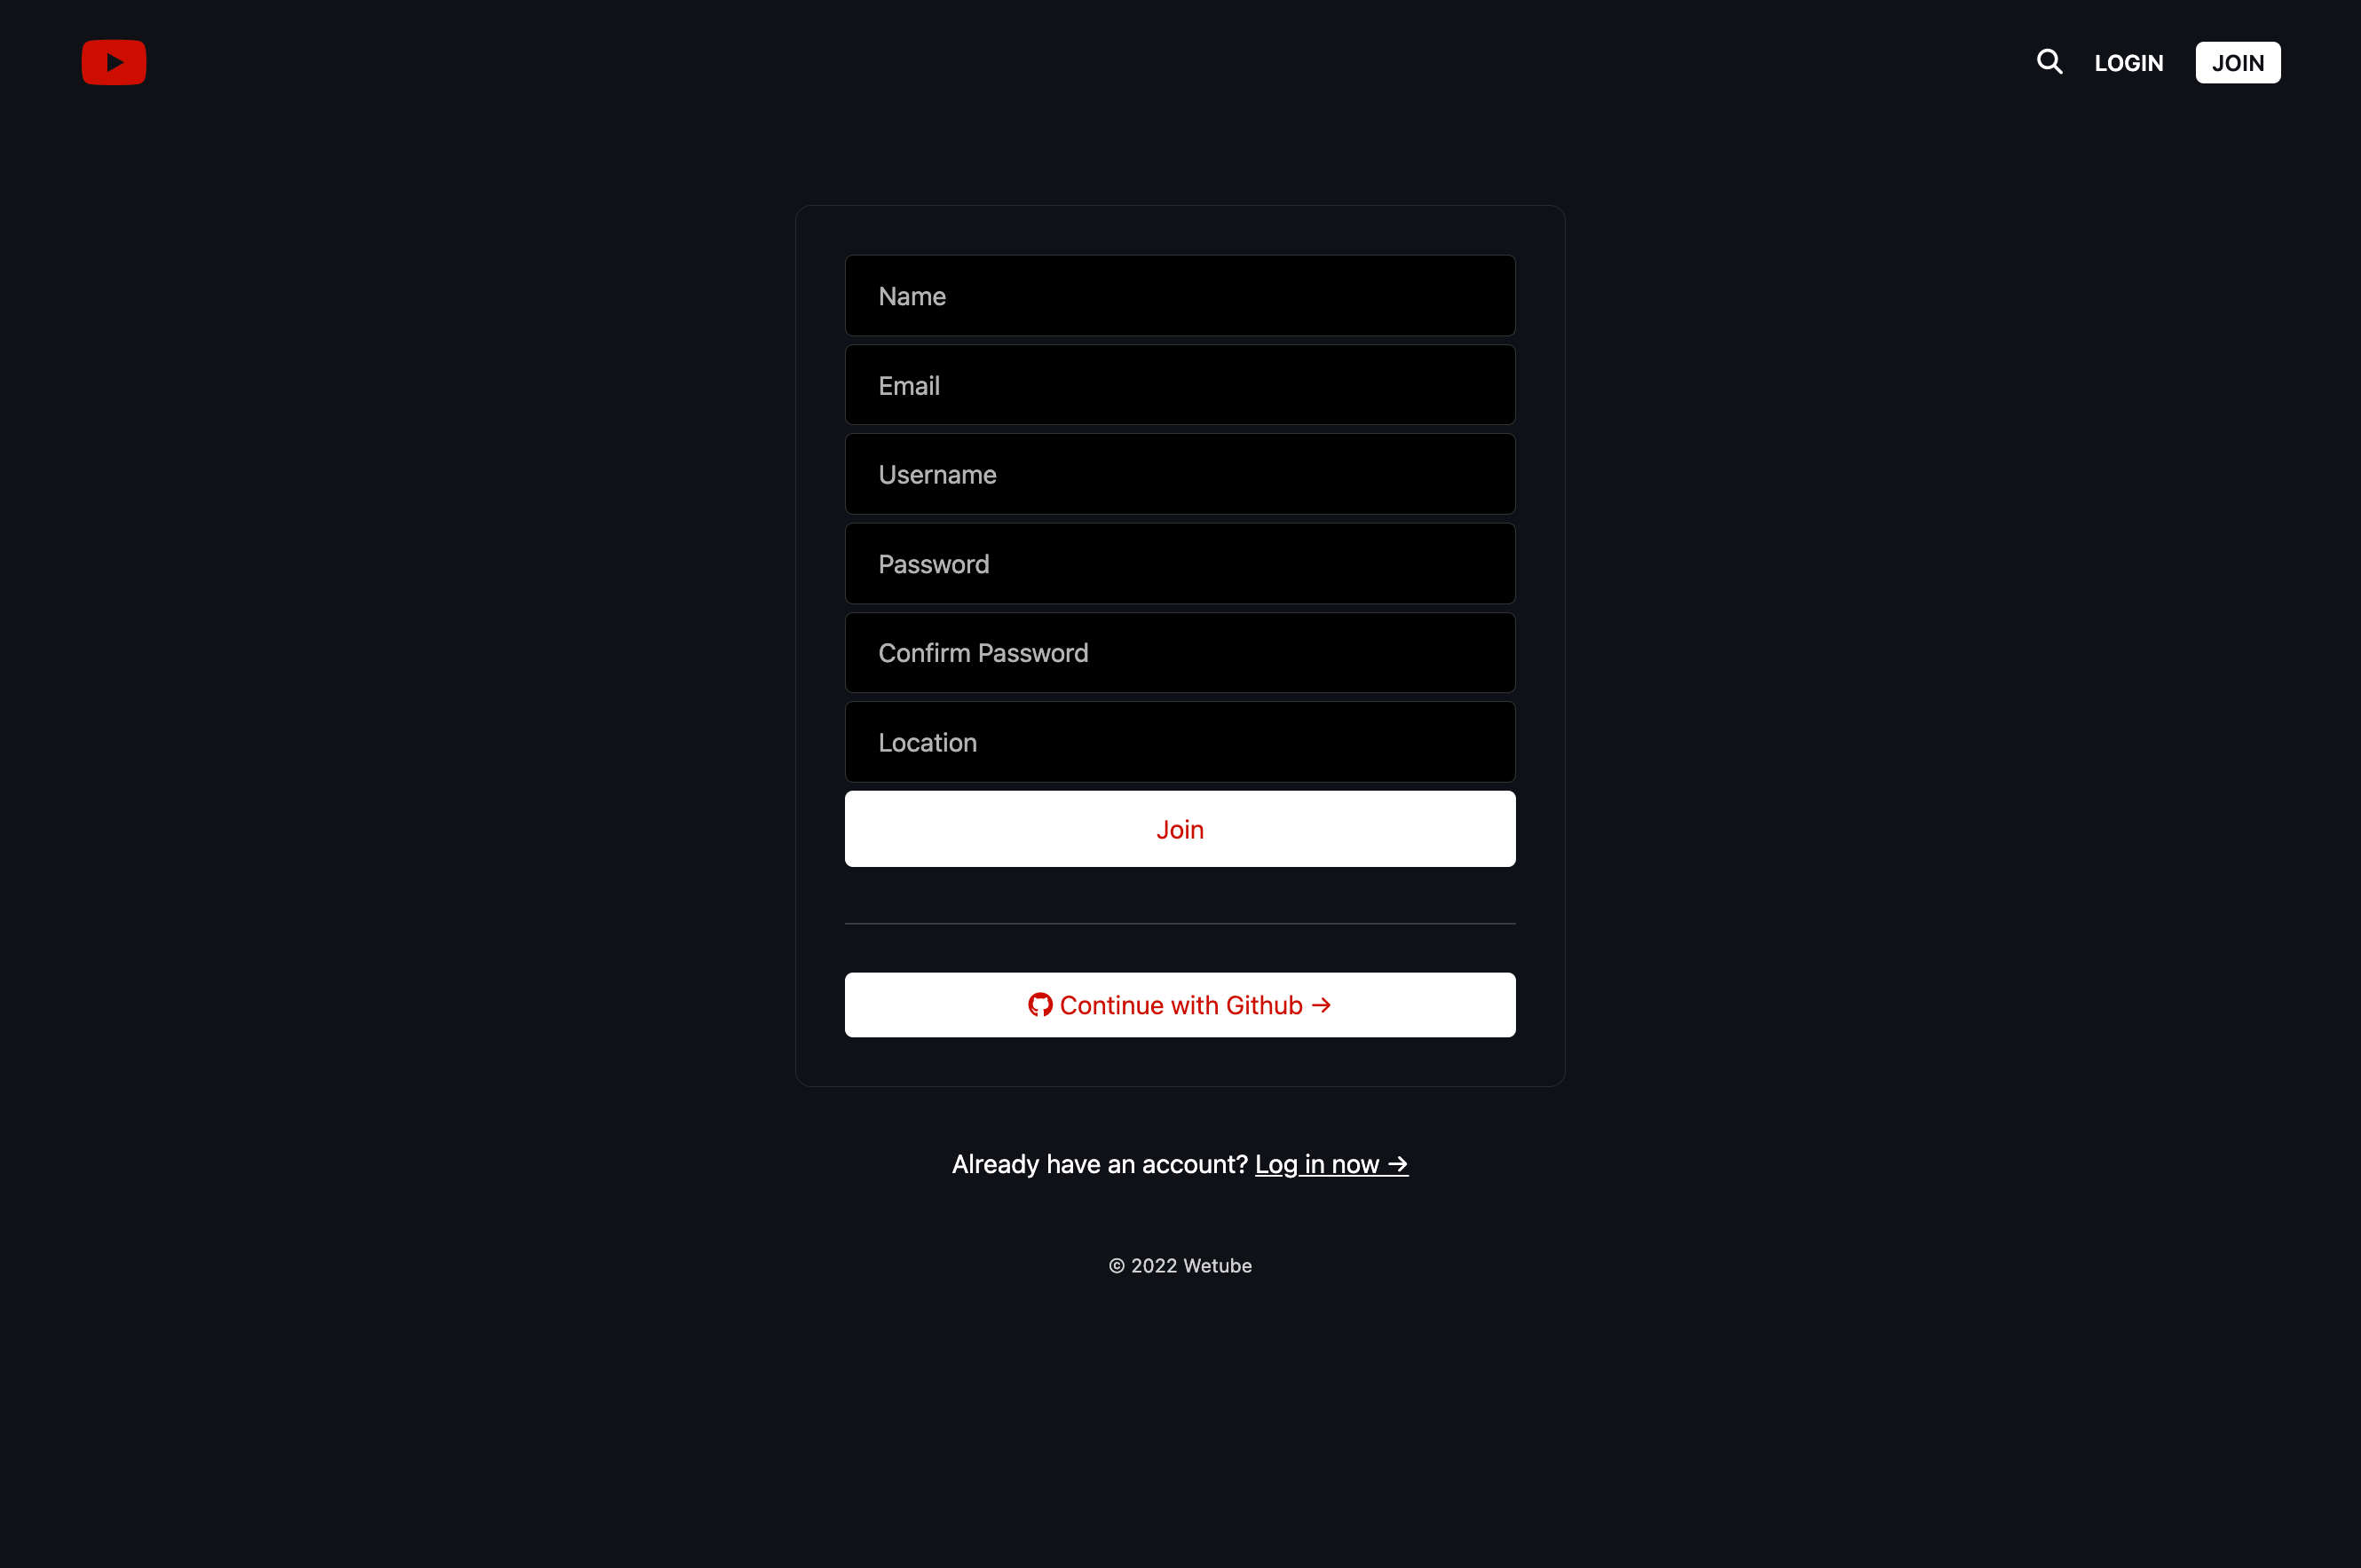 LOGIN JOIN
Name
Email
Username
Password
Confirm Password
Location
Join
Continue with Github →
Already have an account? Log in now →
© 2022 Wetube